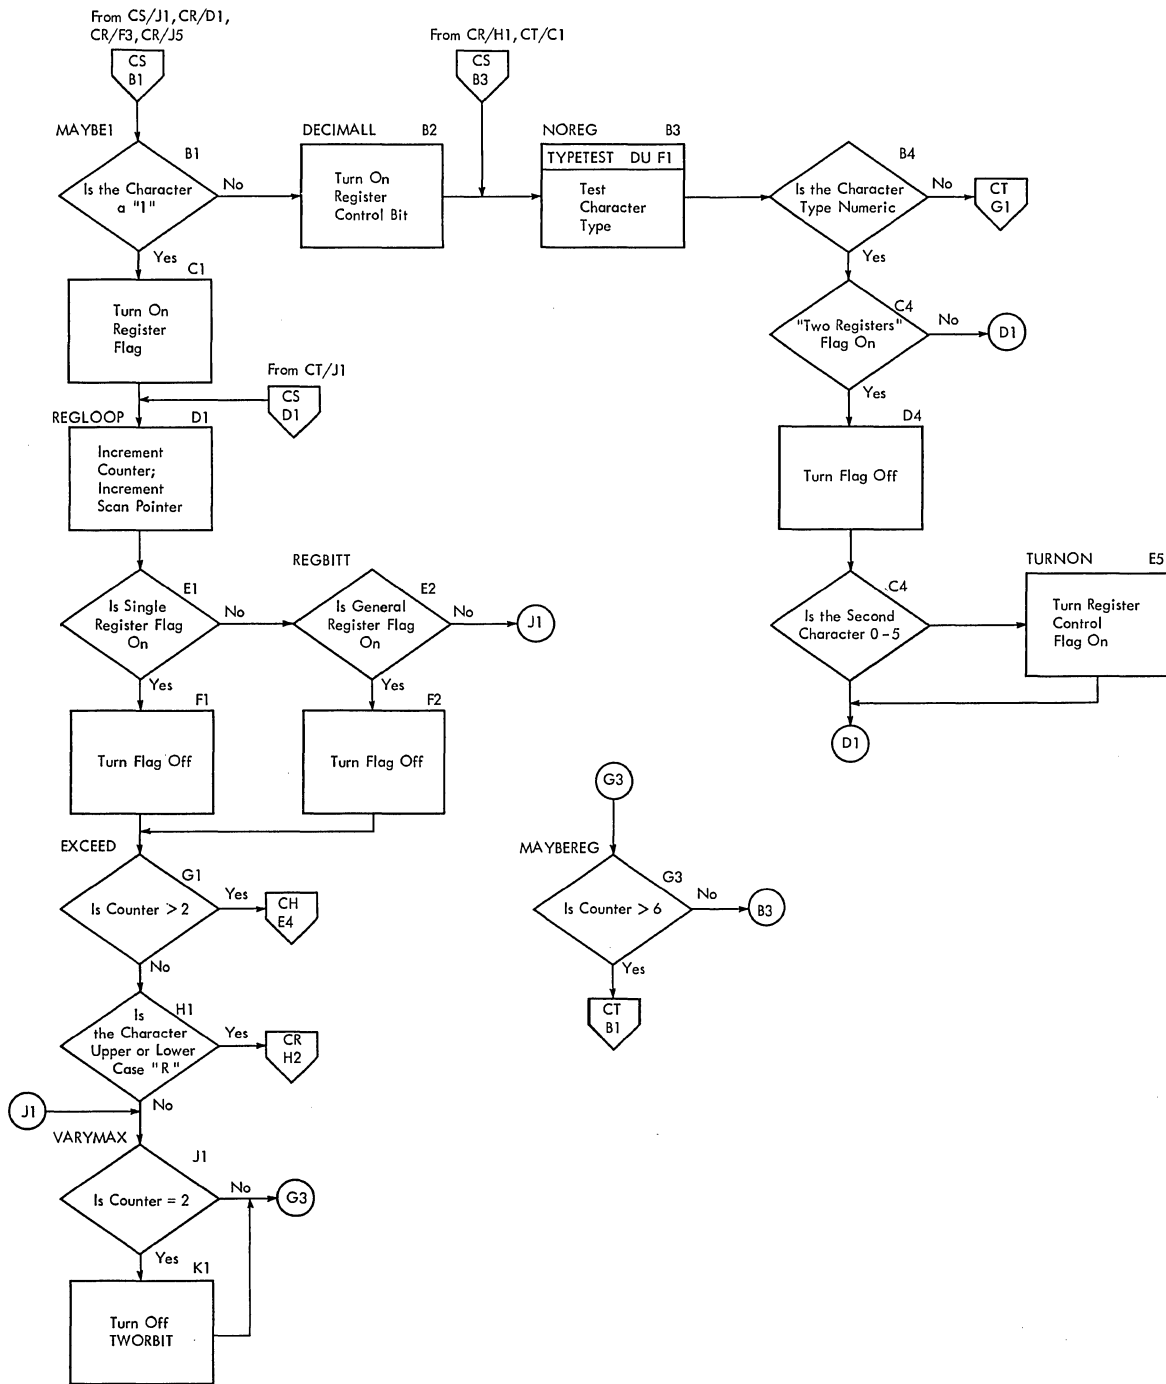 From CS/J1, CR/D1,
CR/F3, CR/J5
CS
B1
From CR/H1, CT/C1
CS
B3
MAYBE1
B1
Is the Character
a "1"
No
Yes
DECIMALL
B2
Turn On
Register
Control Bit
NOREG
B3
TYPETEST DU F1
Test
Character
Type
B4
Is the Character
Type Numeric
No
CT
G1
Yes
C1
Turn On
Register
Flag
C4
"Two Registers"
Flag On
No
D1
Yes
From CT/J1
CS
D1
REGLOOP
D1
Increment
Counter;
Increment
Scan Pointer
D4
Turn Flag Off
E1
Is Single
Register Flag
On
No
Yes
REGBITT
E2
Is General
Register Flag
On
No
J1
Yes
C4
Is the Second
Character 0-5
TURNON
E5
Turn Register
Control
Flag On
D1
F1
Turn Flag Off
F2
Turn Flag Off
EXCEED
G1
Is Counter > 2
Yes
CH
E4
No
G3
MAYBEREG
G3
Is Counter > 6
No
B3
Yes
CT
B1
H1
Is
the Character
Upper or Lower
Case "R"
Yes
CR
H2
No
J1
VARYMAX
J1
Is Counter = 2
No
G3
Yes
K1
Turn Off
TWORBIT